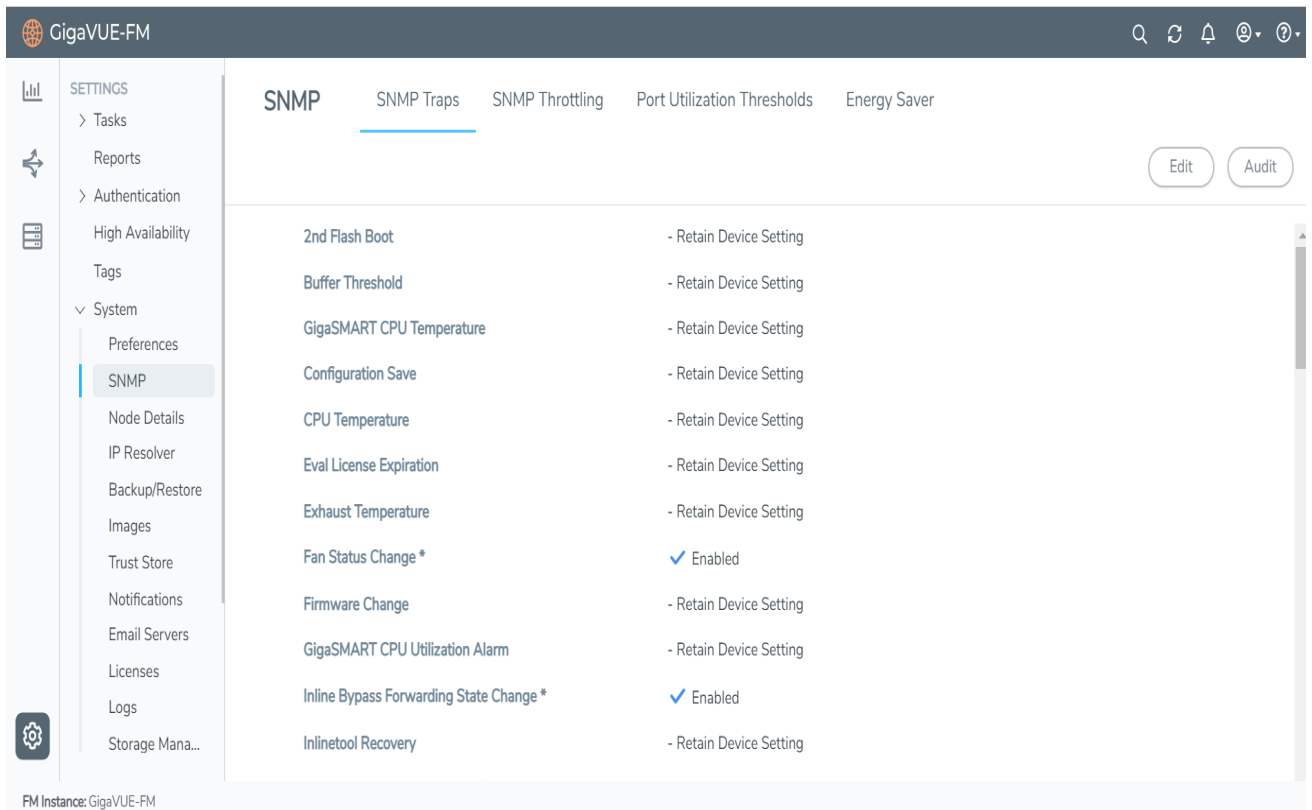 GigaVUE-FM
SETTINGS
Tasks
Reports
Authentication
High Availability
Tags
System
Preferences
SNMP
Node Details
IP Resolver
Backup/Restore
Images
Trust Store
Notifications
Email Servers
Licenses
Logs
Storage Mana...
SNMP SNMP Traps SNMP Throttling Port Utilization Thresholds Energy Saver
Edit Audit
2nd Flash Boot - Retain Device Setting
Buffer Threshold - Retain Device Setting
GigaSMART CPU Temperature - Retain Device Setting
Configuration Save - Retain Device Setting
CPU Temperature - Retain Device Setting
Eval License Expiration - Retain Device Setting
Exhaust Temperature - Retain Device Setting
Fan Status Change * ✓ Enabled
Firmware Change - Retain Device Setting
GigaSMART CPU Utilization Alarm - Retain Device Setting
Inline Bypass Forwarding State Change * ✓ Enabled
Inlinetool Recovery - Retain Device Setting
FM Instance: GigaVUE-FM